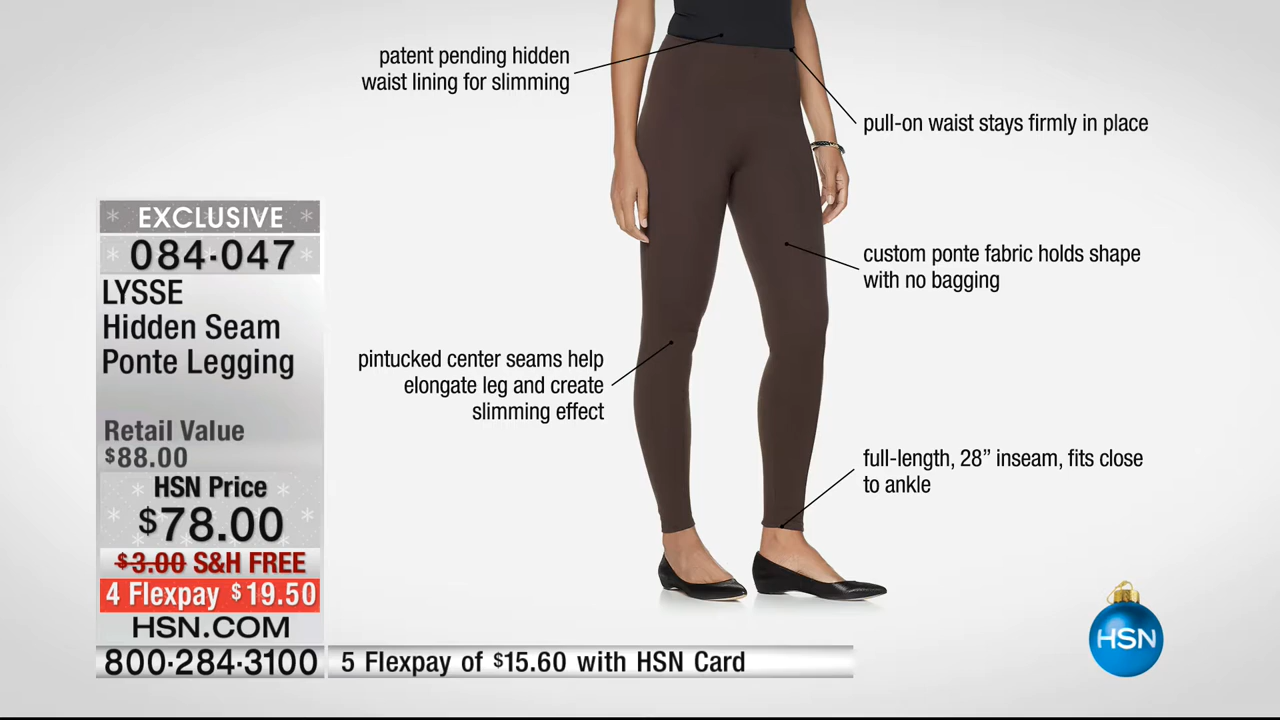 patent pending hidden
waist lining for slimming
pull-on waist stays firmly in place
custom ponte fabric holds shape
with no bagging
pintucked center seams help
elongate leg and create
slimming effect
full-length, 28” inseam, fits close
to ankle
EXCLUSIVE
084·047
LYSSE
Hidden Seam
Ponte Legging
Retail Value
$88.00
HSN Price
$78.00
$3.00 S&H FREE
4 Flexpay $19.50
HSN.COM
800·284·3100
5 Flexpay of $15.60 with HSN Card
HSN